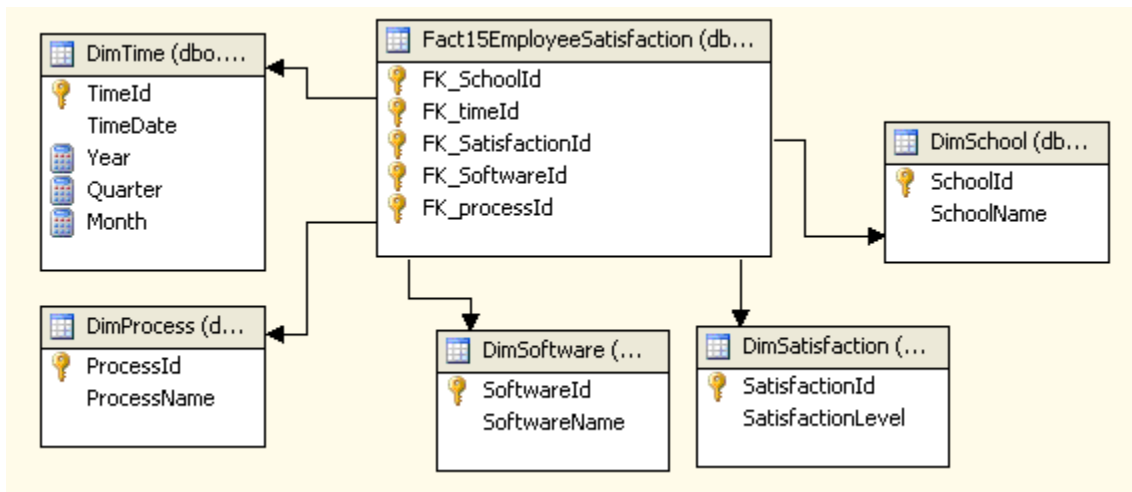 DimTime (dbo....
TimeId
TimeDate
Year
Quarter
Month
Fact15EmployeeSatisfaction (db...
FK_SchoolId
FK_timeId
FK_SatisfactionId
FK_SoftwareId
FK_processId
DimSchool (db...
SchoolId
SchoolName
DimProcess (d...
ProcessId
ProcessName
DimSoftware (...
SoftwareId
SoftwareName
DimSatisfaction (...
SatisfactionId
SatisfactionLevel